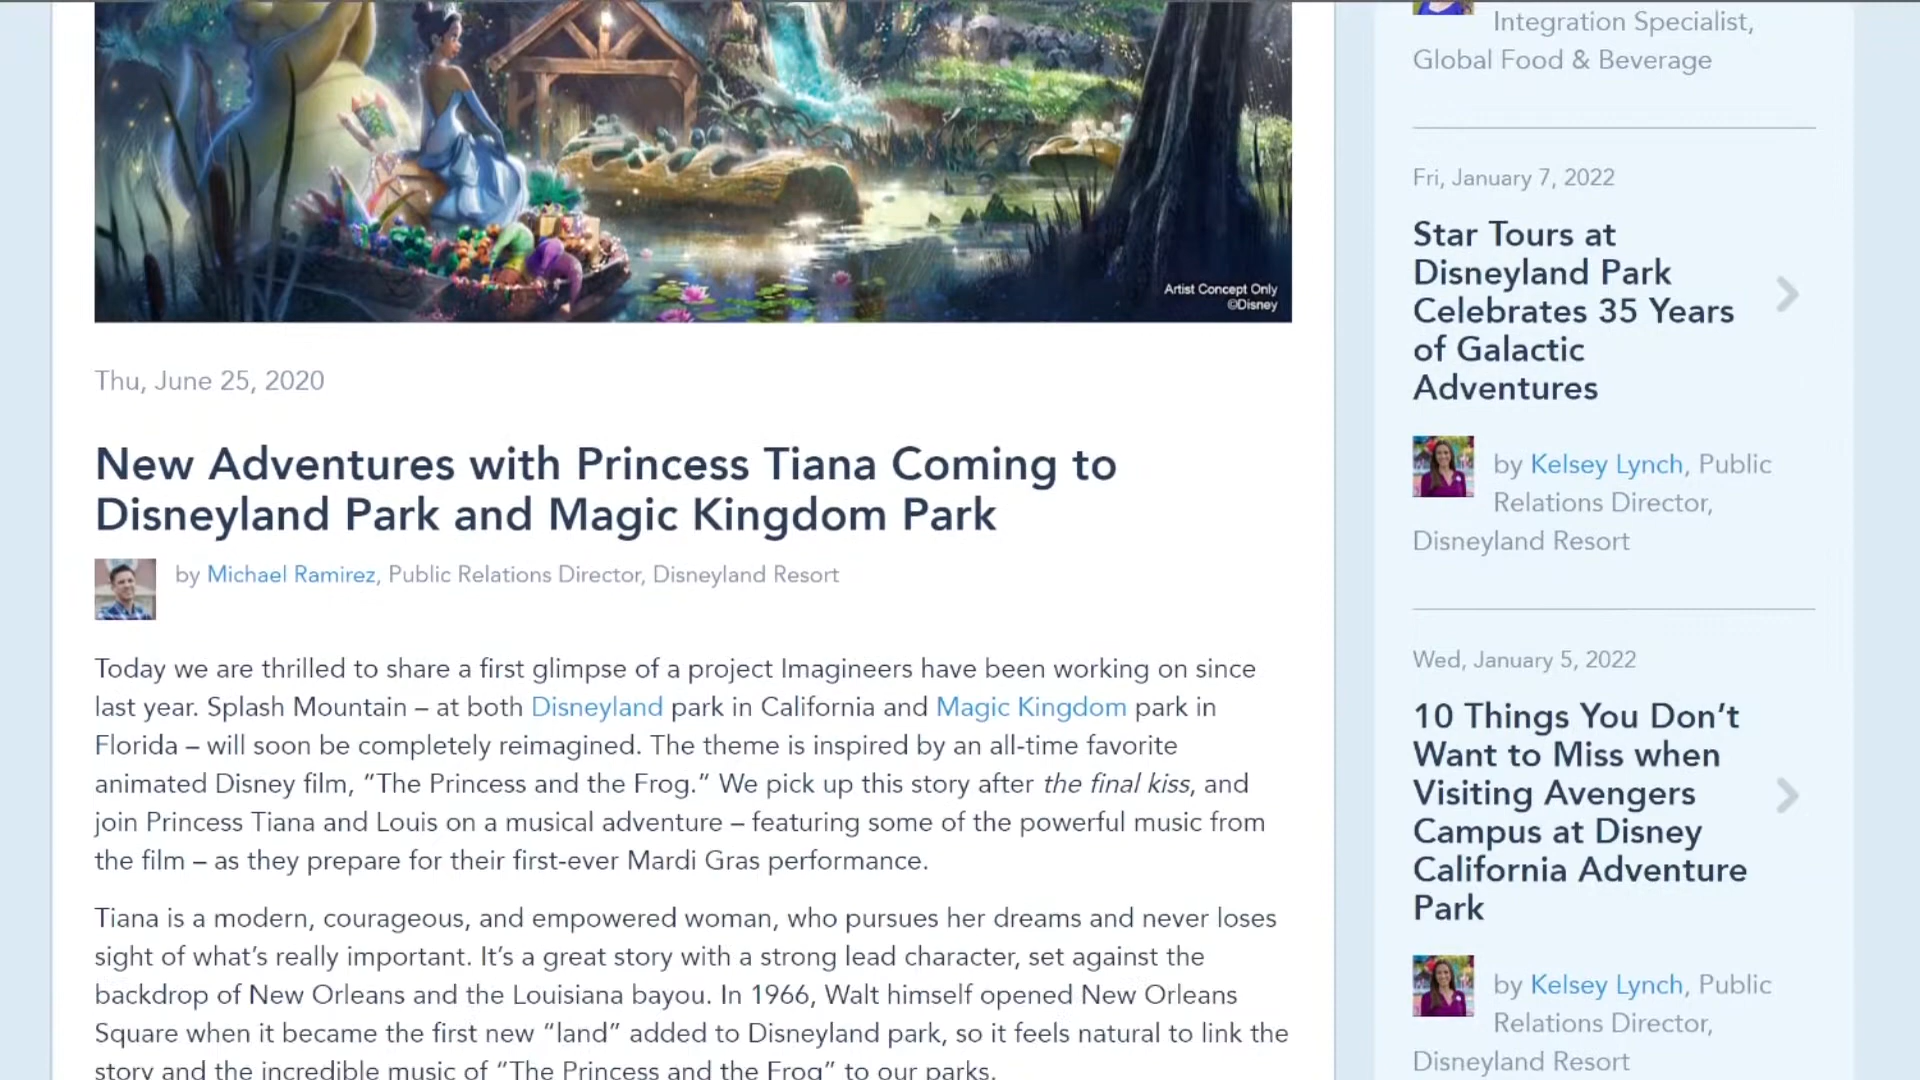 Artist Concept Only
©Disney
Thu, June 25, 2020
New Adventures with Princess Tiana Coming to
Disneyland Park and Magic Kingdom Park
by Michael Ramirez, Public Relations Director, Disneyland Resort
Today we are thrilled to share a first glimpse of a project Imagineers have been working on since
last year. Splash Mountain – at both Disneyland park in California and Magic Kingdom park in
Florida – will soon be completely reimagined. The theme is inspired by an all-time favorite
animated Disney film, “The Princess and the Frog.” We pick up this story after the final kiss, and
join Princess Tiana and Louis on a musical adventure – featuring some of the powerful music from
the film – as they prepare for their first-ever Mardi Gras performance.
Tiana is a modern, courageous, and empowered woman, who pursues her dreams and never loses
sight of what’s really important. It’s a great story with a strong lead character, set against the
backdrop of New Orleans and the Louisiana bayou. In 1966, Walt himself opened New Orleans
Square when it became the first new “land” added to Disneyland park, so it feels natural to link the
story and the incredible music of “The Princess and the Frog” to our parks.
Integration Specialist,
Global Food & Beverage
Fri, January 7, 2022
Star Tours at
Disneyland Park
Celebrates 35 Years
of Galactic
Adventures
by Kelsey Lynch, Public
Relations Director,
Disneyland Resort
Wed, January 5, 2022
10 Things You Don’t
Want to Miss when
Visiting Avengers
Campus at Disney
California Adventure
Park
by Kelsey Lynch, Public
Relations Director,
Disneyland Resort